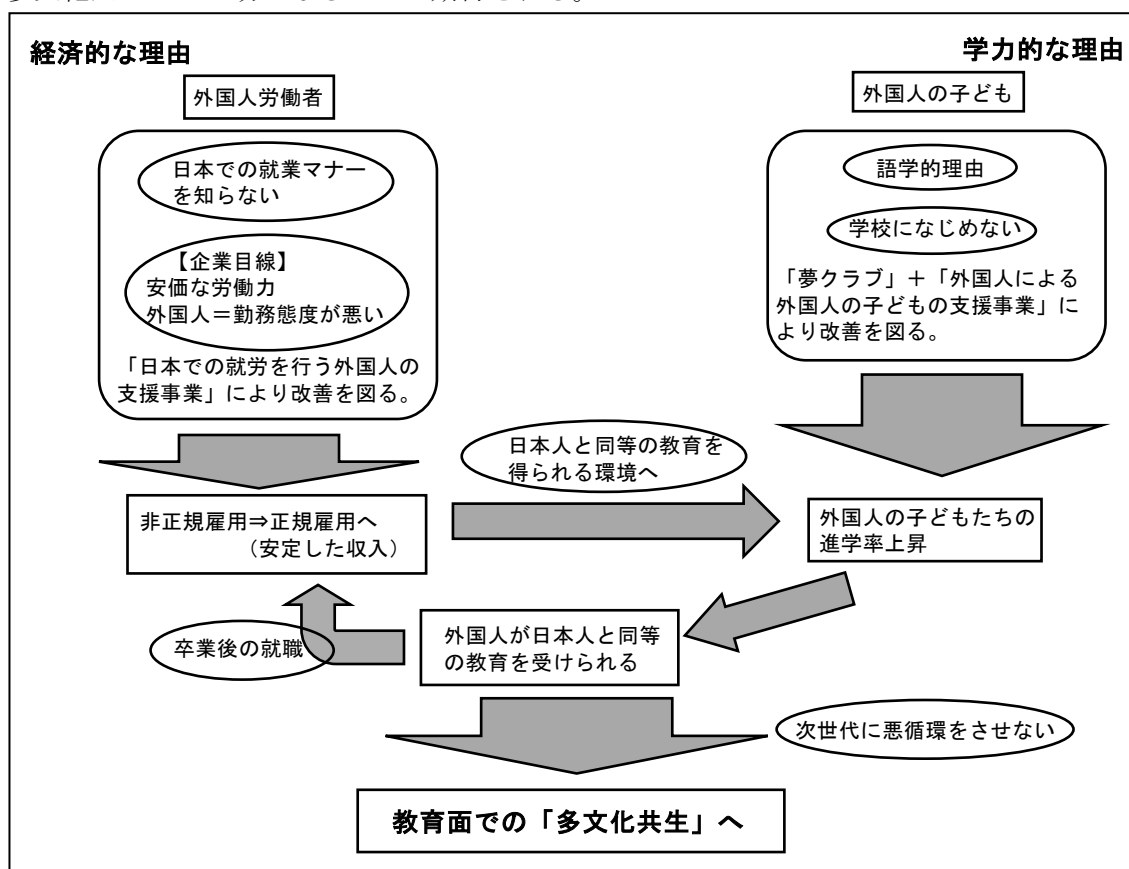 経済的な理由
学力的な理由
外国人労働者
外国人の子ども
日本での就業マナー
を知らない
【企業目線】
安価な労働力
外国人＝勤務態度が悪い
「日本での就労を行う外国人の
支援事業」により改善を図る。
語学的理由
学校になじめない
「夢クラブ」＋「外国人による
外国人の子どもの支援事業」に
より改善を図る。
日本人と同等の教育を
得られる環境へ
非正規雇用⇒正規雇用へ
（安定した収入）
外国人の子どもたちの
進学率上昇
卒業後の就職
外国人が日本人と同等
の教育を受けられる
次世代に悪循環をさせない
教育面での「多文化共生」へ